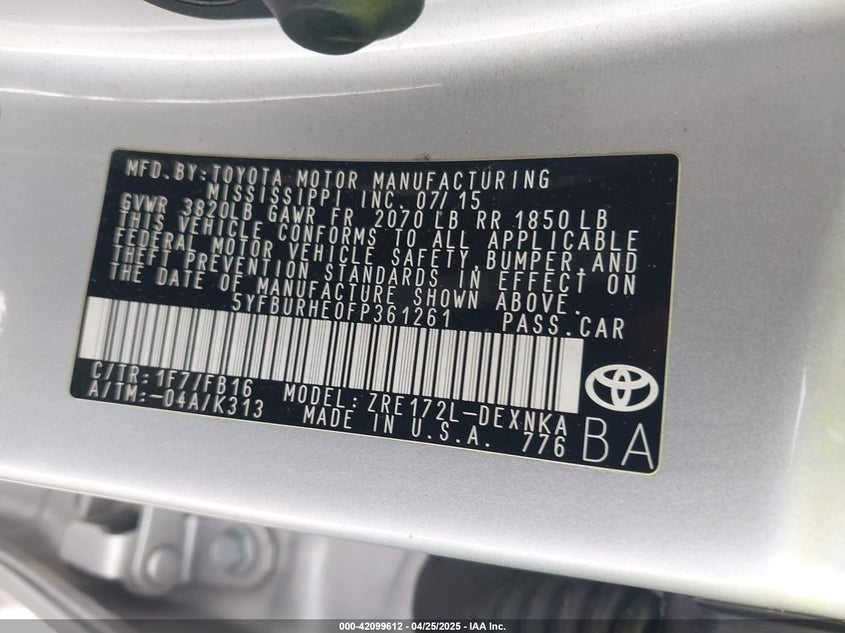 MFD.BY:TOYOTA MOTOR MANUFACTURING
MISSISSIPPI INC. 07/15
GVWR 3820LB GAWR FR 2070 LB RR 1850 LB
THIS VEHICLE CONFORMS TO ALL APPLICABLE
FEDERAL MOTOR VEHICLE SAFETY, BUMPER, AND
THEFT PREVENTION STANDARDS IN EFFECT ON
THE DATE OF MANUFACTURE SHOWN ABOVE.
5YFBURHE0FP361261 PASS.CAR
C/TR:1F7/FB16 MODEL:ZRE172L-DEXNKA
A/TM:-04A/K313 MADE IN U.S.A. 776
BA
000-42099612 - 04/25/2025 - IAA Inc.